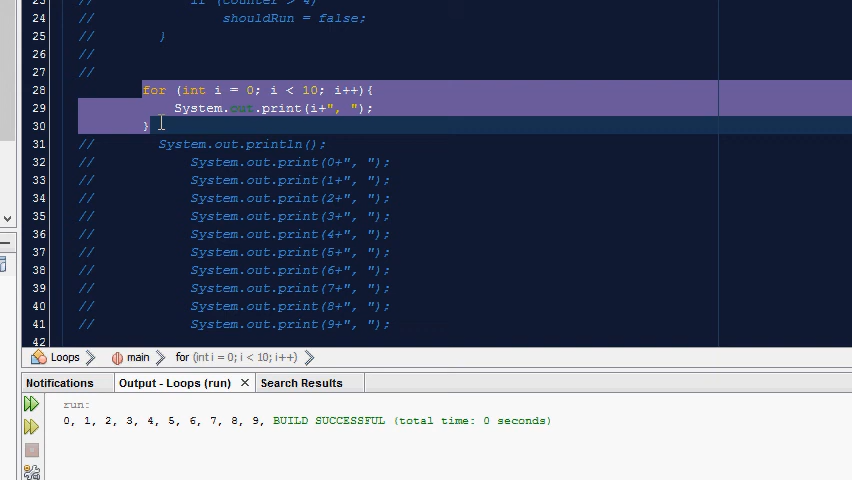 23 // if (counter > 4)
24 // shouldRun = false;
25 // }
26 //
27 //
28 for (int i = 0; i < 10; i++){
29 System.out.print(i+", ");
30 }
31 // System.out.println();
32 // System.out.print(0+", ");
33 // System.out.print(1+", ");
34 // System.out.print(2+", ");
35 // System.out.print(3+", ");
36 // System.out.print(4+", ");
37 // System.out.print(5+", ");
38 // System.out.print(6+", ");
39 // System.out.print(7+", ");
40 // System.out.print(8+", ");
41 // System.out.print(9+", ");
42
Loops main for (int i = 0; i < 10; i++)
Notifications Output - Loops (run) × Search Results
run:
0, 1, 2, 3, 4, 5, 6, 7, 8, 9, BUILD SUCCESSFUL (total time: 0 seconds)